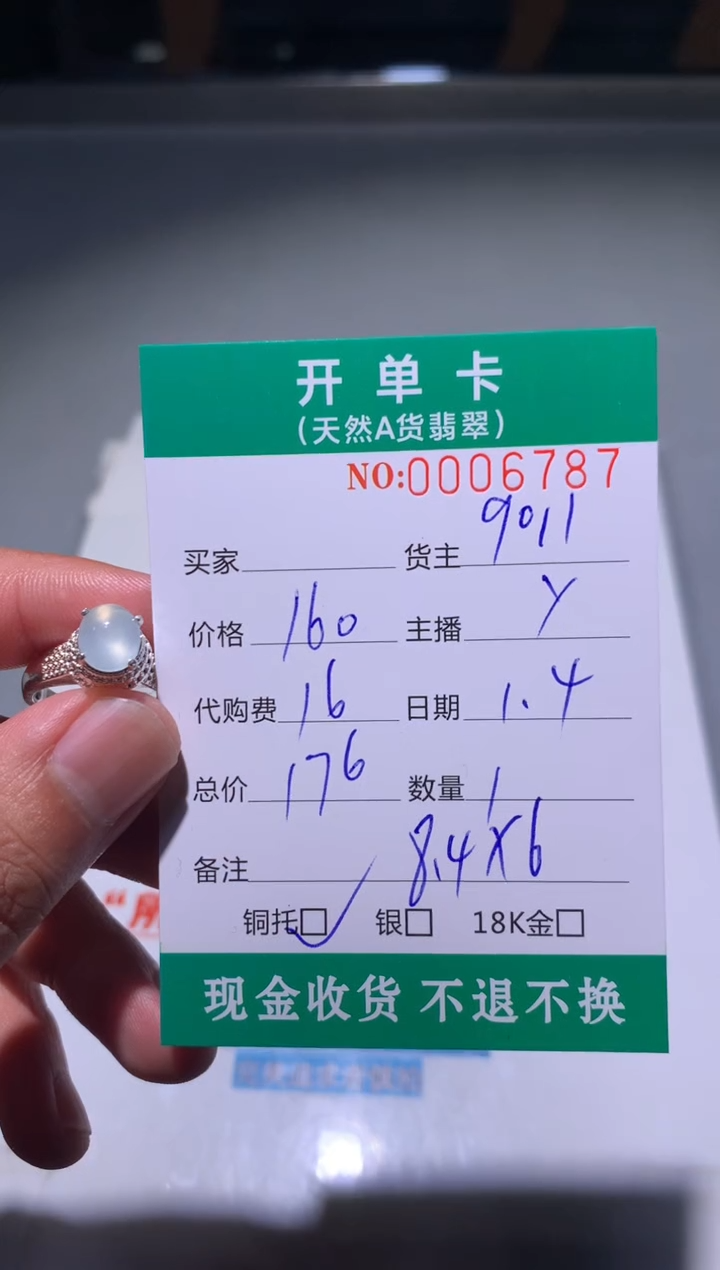 开单卡
(天然A货翡翠)
NO:0006787
买家 货主 9011
价格 160 主播 Y
代购费 16 日期 1.4
总价 176 数量 1
备注 8.4×6
铜托☑ 银□ 18K金□
现金收货 不退不换